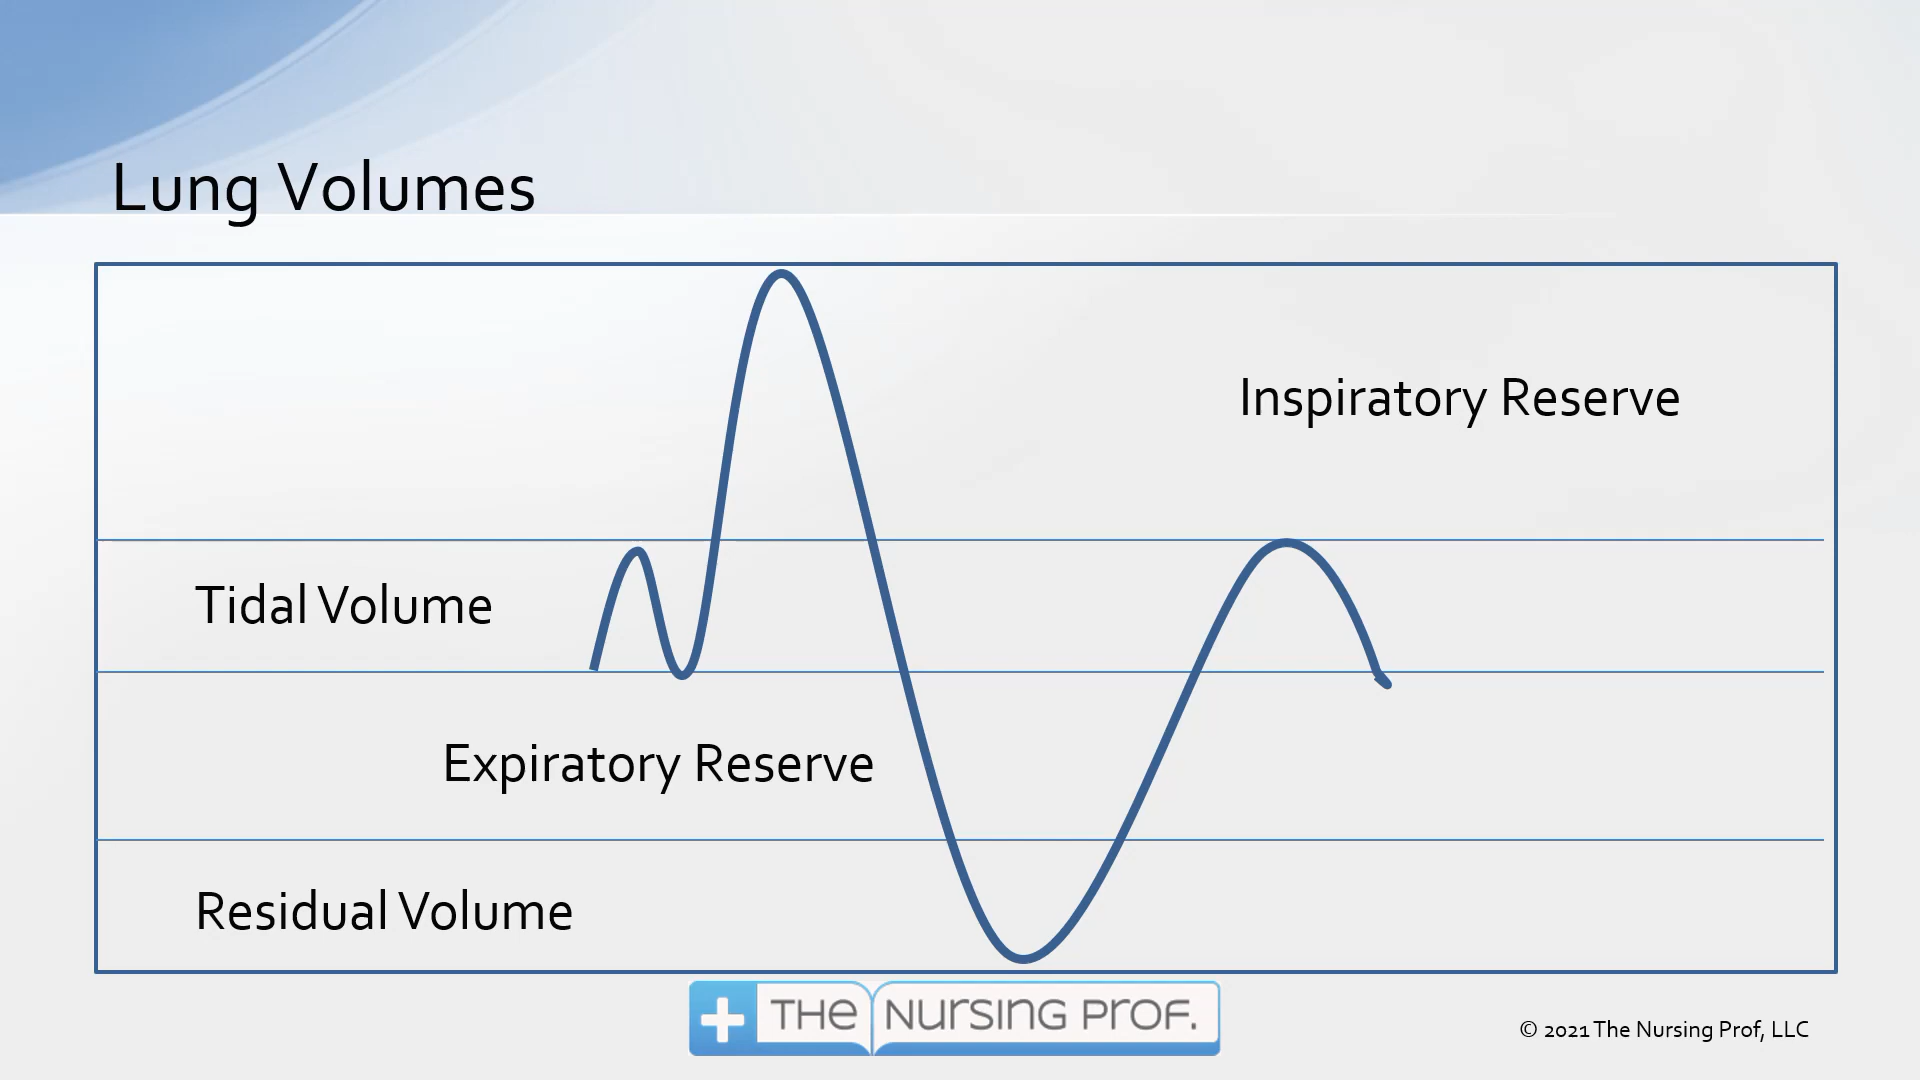 Lung Volumes
Inspiratory Reserve
Tidal Volume
Expiratory Reserve
Residual Volume
THE NURSING PROF.
© 2021 The Nursing Prof, LLC